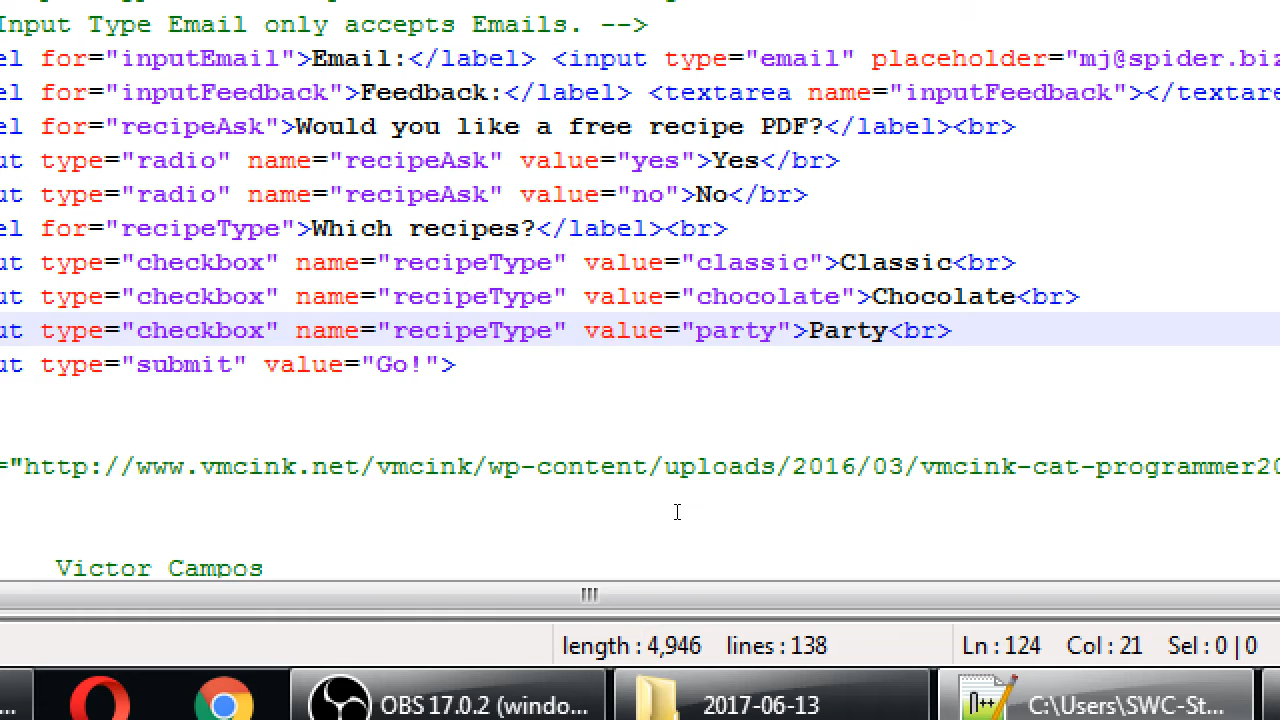 Input Type Email only accepts Emails. -->
el for="inputEmail">Email:</label> <input type="email" placeholder="mj@spider.biz
el for="inputFeedback">Feedback:</label> <textarea name="inputFeedback"></textare
el for="recipeAsk">Would you like a free recipe PDF?</label><br>
ut type="radio" name="recipeAsk" value="yes">Yes</br>
ut type="radio" name="recipeAsk" value="no">No</br>
el for="recipeType">Which recipes?</label><br>
ut type="checkbox" name="recipeType" value="classic">Classic<br>
ut type="checkbox" name="recipeType" value="chocolate">Chocolate<br>
ut type="checkbox" name="recipeType" value="party">Party<br>
ut type="submit" value="Go!">
="http://www.vmcink.net/vmcink/wp-content/uploads/2016/03/vmcink-cat-programmer20
Victor Campos
length : 4,946 lines : 138 Ln : 124 Col : 21 Sel : 0 | 0
... OBS 17.0.2 (windo... 2017-06-13 C:\Users\SWC-St...